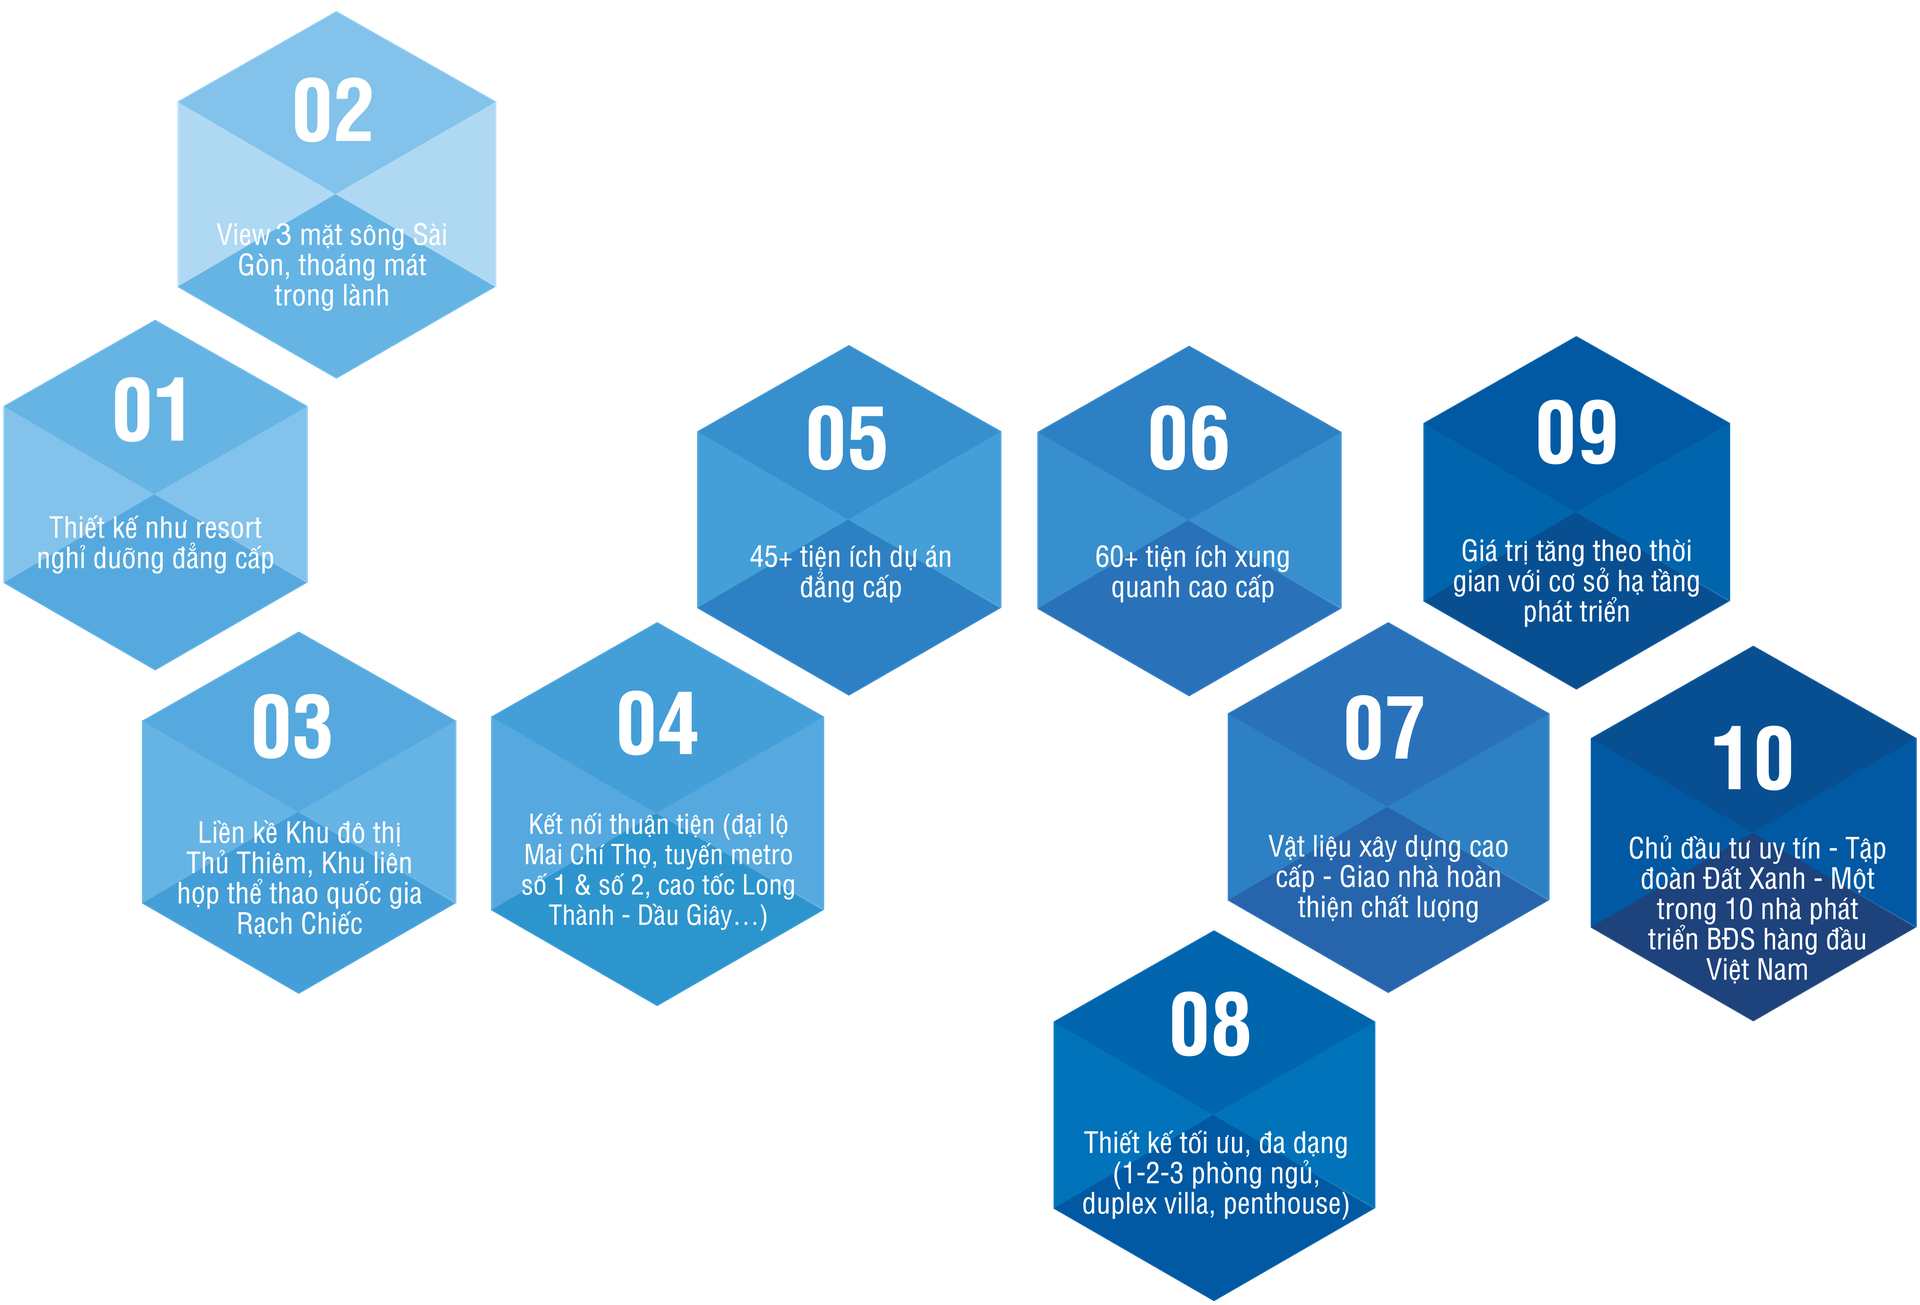 01
Thiết kế như resort
nghỉ dưỡng đẳng cấp
02
View 3 mặt sông Sài
Gòn, thoáng mát
trong lành
03
Liền kề Khu đô thị
Thủ Thiêm, Khu liên
hợp thể thao quốc gia
Rạch Chiếc
04
Kết nối thuận tiện (đại lộ
Mai Chí Thọ, tuyến metro
số 1 & số 2, cao tốc Long
Thành - Dầu Giây...)
05
45+ tiện ích dự án
đẳng cấp
06
60+ tiện ích xung
quanh cao cấp
07
Vật liệu xây dựng cao
cấp - Giao nhà hoàn
thiện chất lượng
08
Thiết kế tối ưu, đa dạng
(1-2-3 phòng ngủ,
duplex villa, penthouse)
09
Giá trị tăng theo thời
gian với cơ sở hạ tầng
phát triển
10
Chủ đầu tư uy tín - Tập
đoàn Đất Xanh - Một
trong 10 nhà phát
triển BĐS hàng đầu
Việt Nam